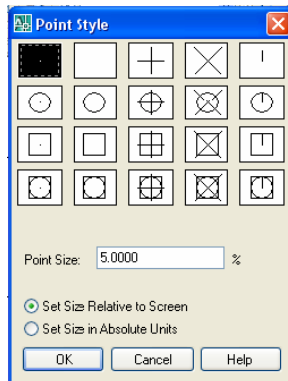 Point Style
Point Size: 5.0000 %
Set Size Relative to Screen
Set Size in Absolute Units
OK Cancel Help